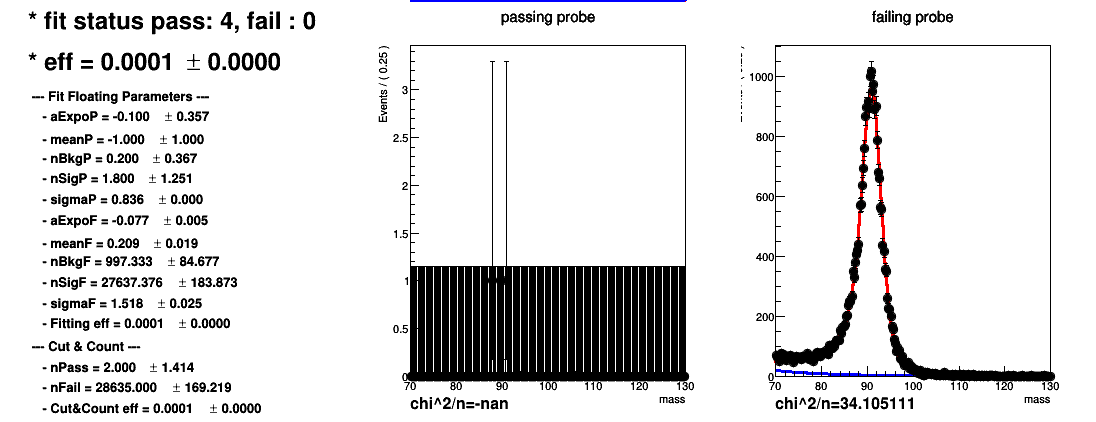 * fit status pass: 4, fail : 0
* eff = 0.0001 ± 0.0000
--- Fit Floating Parameters ---
- aExpoP = -0.100 ± 0.357
- meanP = -1.000 ± 1.000
- nBkgP = 0.200 ± 0.367
- nSigP = 1.800 ± 1.251
- sigmaP = 0.836 ± 0.000
- aExpoF = -0.077 ± 0.005
- meanF = 0.209 ± 0.019
- nBkgF = 997.333 ± 84.677
- nSigF = 27637.376 ± 183.873
- sigmaF = 1.518 ± 0.025
- Fitting eff = 0.0001 ± 0.0000
--- Cut & Count ---
- nPass = 2.000 ± 1.414
- nFail = 28635.000 ± 169.219
- Cut&Count eff = 0.0001 ± 0.0000
passing probe
Events / ( 0.25 )
3
2.5
2
1.5
1
0.5
0
70 80 90 100 110 120 130
mass
chi^2/n=-nan
failing probe
1000
800
600
400
200
0
70 80 90 100 110 120 130
mass
chi^2/n=34.105111